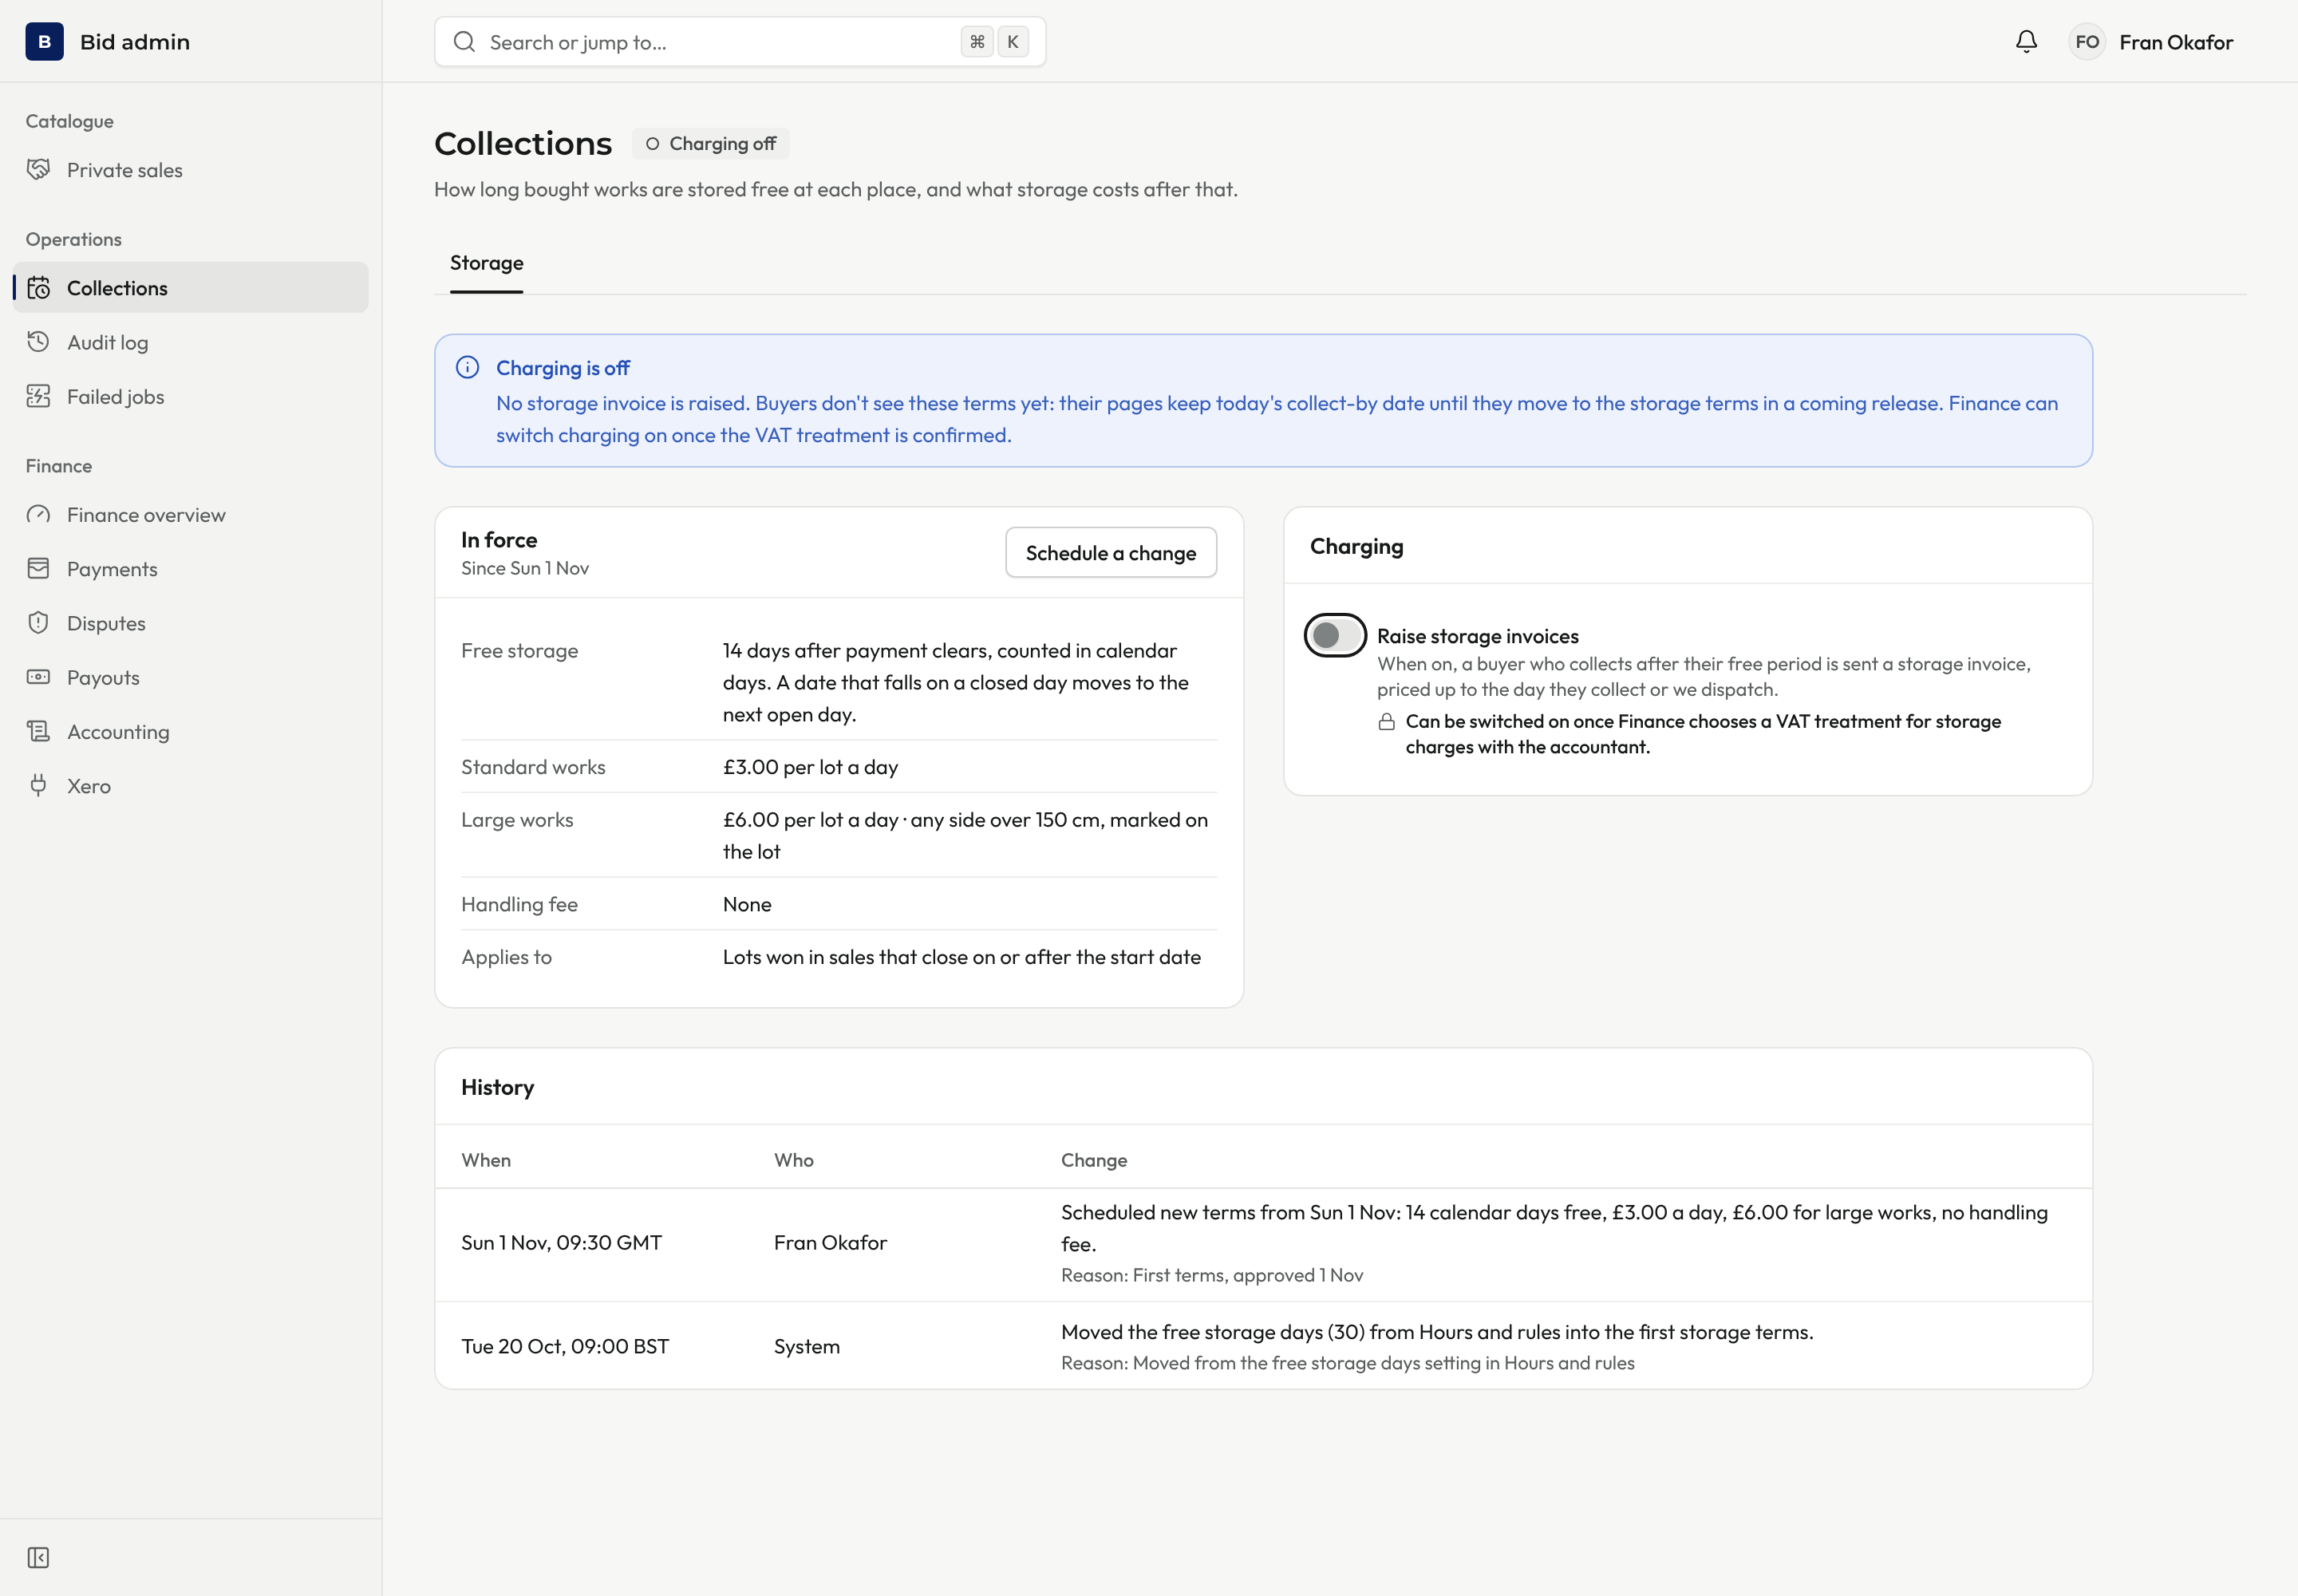 B Bid admin
Search or jump to...
⌘ K
FO Fran Okafor
Catalogue
Private sales
Operations
Collections
Audit log
Failed jobs
Finance
Finance overview
Payments
Disputes
Payouts
Accounting
Xero
Collections
Charging off
How long bought works are stored free at each place, and what storage costs after that.
Storage
Charging is off
No storage invoice is raised. Buyers don't see these terms yet: their pages keep today's collect-by date until they move to the storage terms in a coming release. Finance can
switch charging on once the VAT treatment is confirmed.
In force
Since Sun 1 Nov
Schedule a change
Free storage
14 days after payment clears, counted in calendar
days. A date that falls on a closed day moves to the
next open day.
Standard works
£3.00 per lot a day
Large works
£6.00 per lot a day · any side over 150 cm, marked on
the lot
Handling fee
None
Applies to
Lots won in sales that close on or after the start date
Charging
Raise storage invoices
When on, a buyer who collects after their free period is sent a storage invoice,
priced up to the day they collect or we dispatch.
Can be switched on once Finance chooses a VAT treatment for storage
charges with the accountant.
History
When Who Change
Sun 1 Nov, 09:30 GMT
Fran Okafor
Scheduled new terms from Sun 1 Nov: 14 calendar days free, £3.00 a day, £6.00 for large works, no handling
fee.
Reason: First terms, approved 1 Nov
Tue 20 Oct, 09:00 BST
System
Moved the free storage days (30) from Hours and rules into the first storage terms.
Reason: Moved from the free storage days setting in Hours and rules